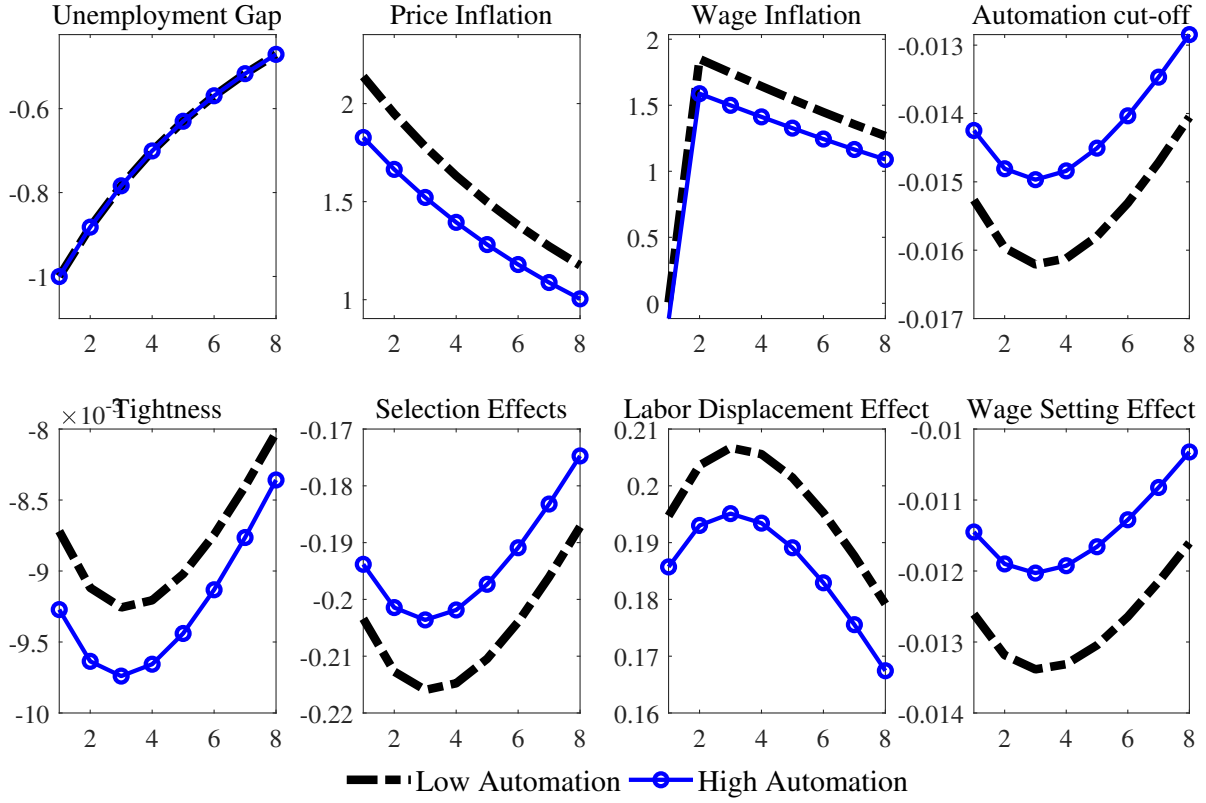 Unemployment Gap
Price Inflation
Wage Inflation
Automation cut-off
-0.6
-0.8
-1
2
1.5
1
2
1.5
1
0.5
0
-0.013
-0.014
-0.015
-0.016
-0.017
2 4 6 8
2 4 6 8
2 4 6 8
2 4 6 8
×10⁻³
Tightness
Selection Effects
Labor Displacement Effect
Wage Setting Effect
-8
-8.5
-9
-9.5
-10
-0.17
-0.18
-0.19
-0.2
-0.21
-0.22
0.21
0.2
0.19
0.18
0.17
0.16
-0.01
-0.011
-0.012
-0.013
-0.014
2 4 6 8
2 4 6 8
2 4 6 8
2 4 6 8
Low Automation High Automation